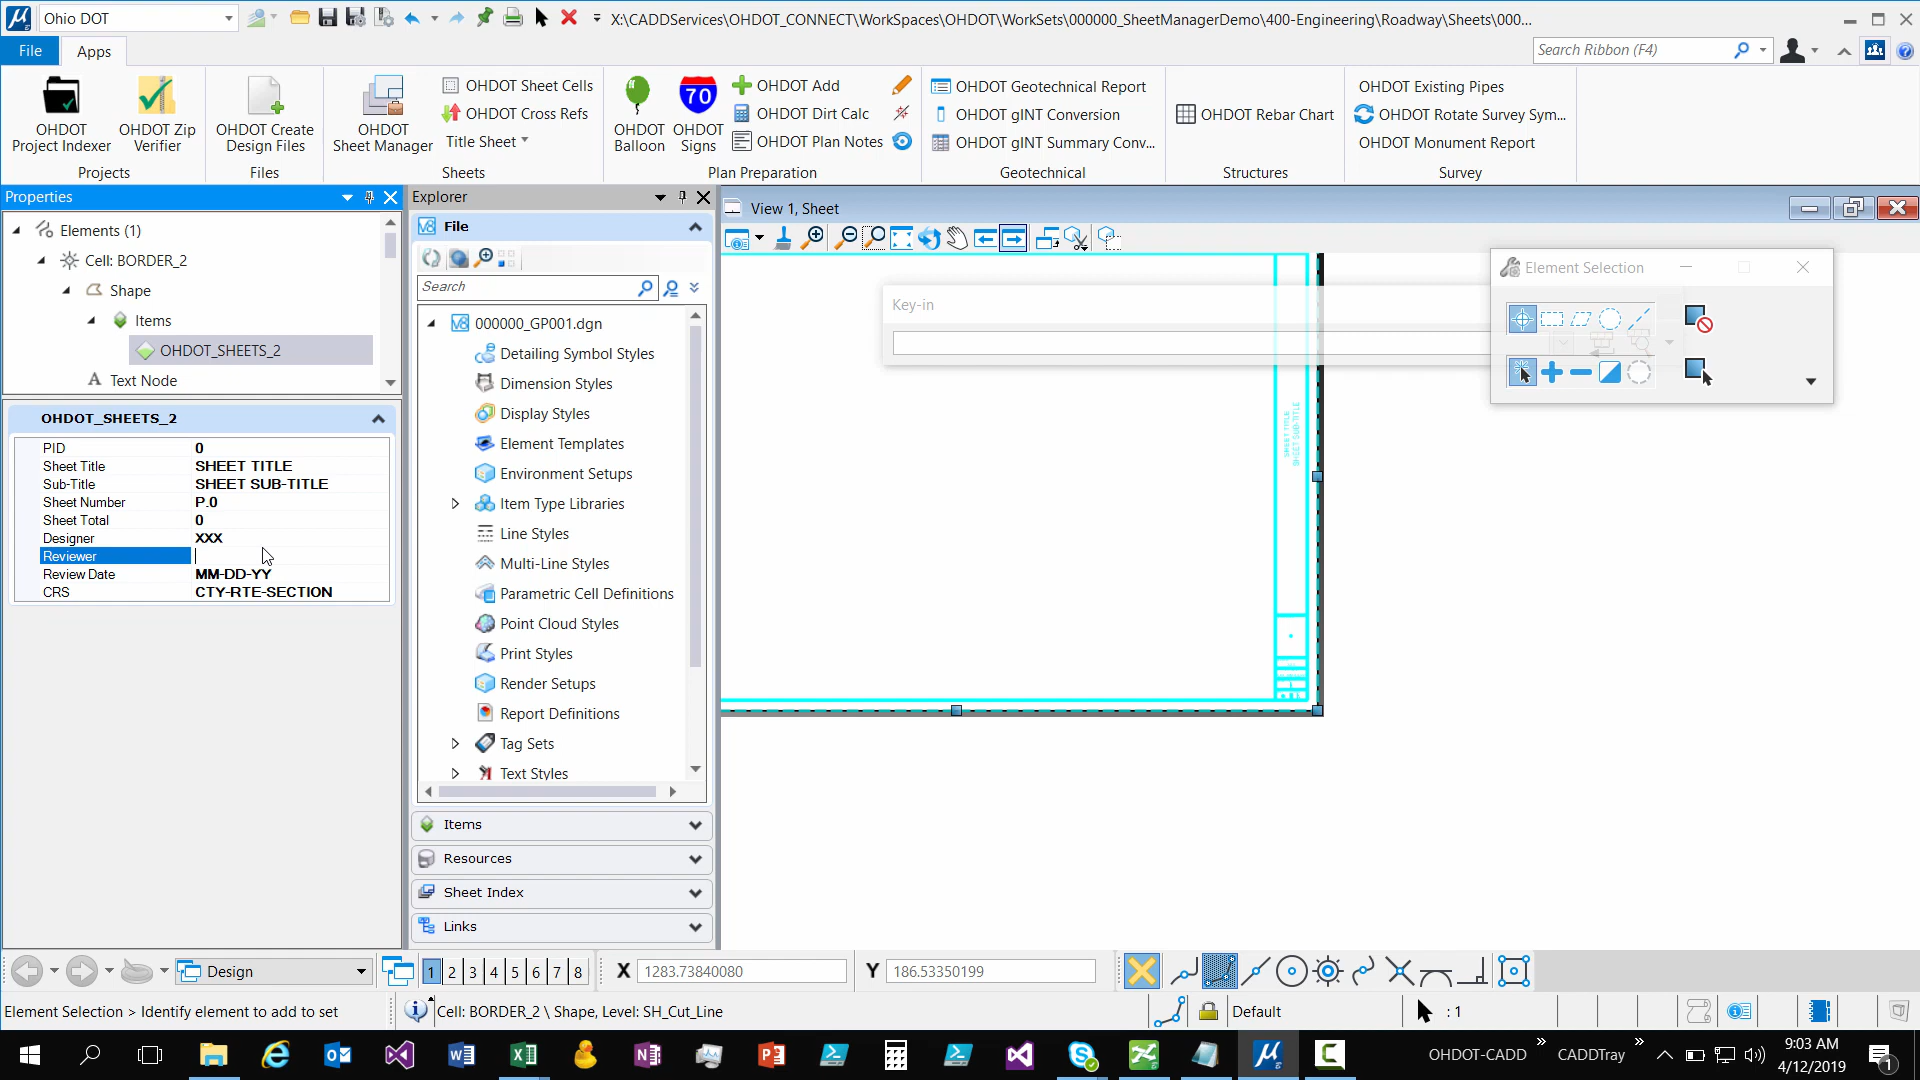 Ohio DOT
X:\CADDServices\OHDOT_CONNECT\WorkSpaces\OHDOT\WorkSets\000000_SheetManagerDemo\400-Engineering\Roadway\Sheets\000...
File
Apps
Search Ribbon (F4)
OHDOT Project Indexer
OHDOT Zip Verifier
Projects
OHDOT Create Design Files
Files
OHDOT Sheet Manager
OHDOT Sheet Cells
OHDOT Cross Refs
Title Sheet
Sheets
OHDOT Balloon
70
OHDOT Signs
OHDOT Add
OHDOT Dirt Calc
OHDOT Plan Notes
Plan Preparation
OHDOT Geotechnical Report
OHDOT gINT Conversion
OHDOT gINT Summary Conv...
Geotechnical
OHDOT Rebar Chart
Structures
OHDOT Existing Pipes
OHDOT Rotate Survey Sym...
OHDOT Monument Report
Survey
Properties
Elements (1)
Cell: BORDER_2
Shape
Items
OHDOT_SHEETS_2
Text Node
OHDOT_SHEETS_2
PID 0
Sheet Title SHEET TITLE
Sub-Title SHEET SUB-TITLE
Sheet Number P.0
Sheet Total 0
Designer XXX
Reviewer
Review Date MM-DD-YY
CRS CTY-RTE-SECTION
Explorer
File
Search
000000_GP001.dgn
Detailing Symbol Styles
Dimension Styles
Display Styles
Element Templates
Environment Setups
Item Type Libraries
Line Styles
Multi-Line Styles
Parametric Cell Definitions
Point Cloud Styles
Print Styles
Render Setups
Report Definitions
Tag Sets
Text Styles
Items
Resources
Sheet Index
Links
View 1, Sheet
Key-in
Element Selection
SHEET TITLE
SHEET SUB-TITLE
Design
1 2 3 4 5 6 7 8
X 1283.73840080
Y 186.53350199
Element Selection > Identify element to add to set
Cell: BORDER_2 \ Shape, Level: SH_Cut_Line
Default
: 1
OHDOT-CADD
CADDTray
9:03 AM
4/12/2019
1